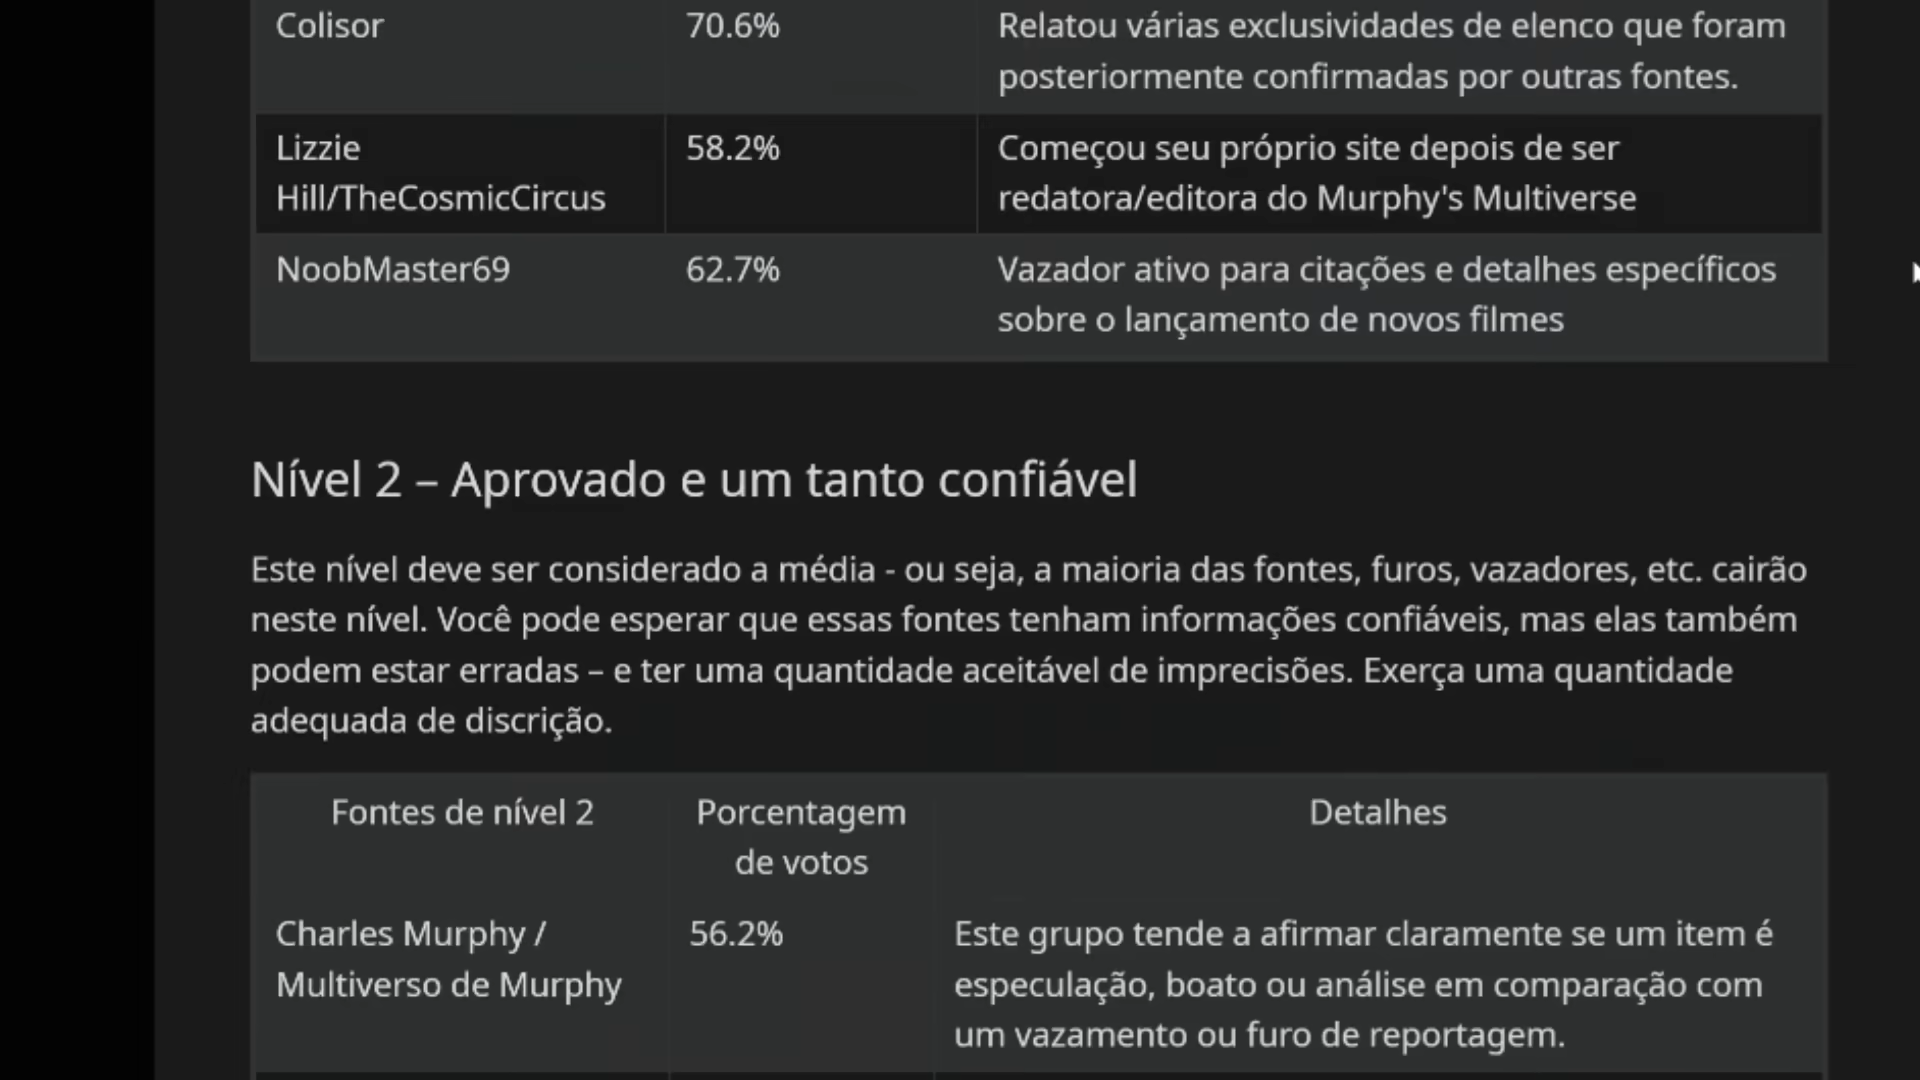 Colisor 70.6% Relatou várias exclusividades de elenco que foram
posteriormente confirmadas por outras fontes.
Lizzie 58.2% Começou seu próprio site depois de ser
Hill/TheCosmicCircus redatora/editora do Murphy's Multiverse
NoobMaster69 62.7% Vazador ativo para citações e detalhes específicos
sobre o lançamento de novos filmes
Nível 2 – Aprovado e um tanto confiável
Este nível deve ser considerado a média - ou seja, a maioria das fontes, furos, vazadores, etc. cairão
neste nível. Você pode esperar que essas fontes tenham informações confiáveis, mas elas também
podem estar erradas – e ter uma quantidade aceitável de imprecisões. Exerça uma quantidade
adequada de discrição.
Fontes de nível 2 Porcentagem Detalhes
de votos
Charles Murphy / 56.2% Este grupo tende a afirmar claramente se um item é
Multiverso de Murphy especulação, boato ou análise em comparação com
um vazamento ou furo de reportagem.